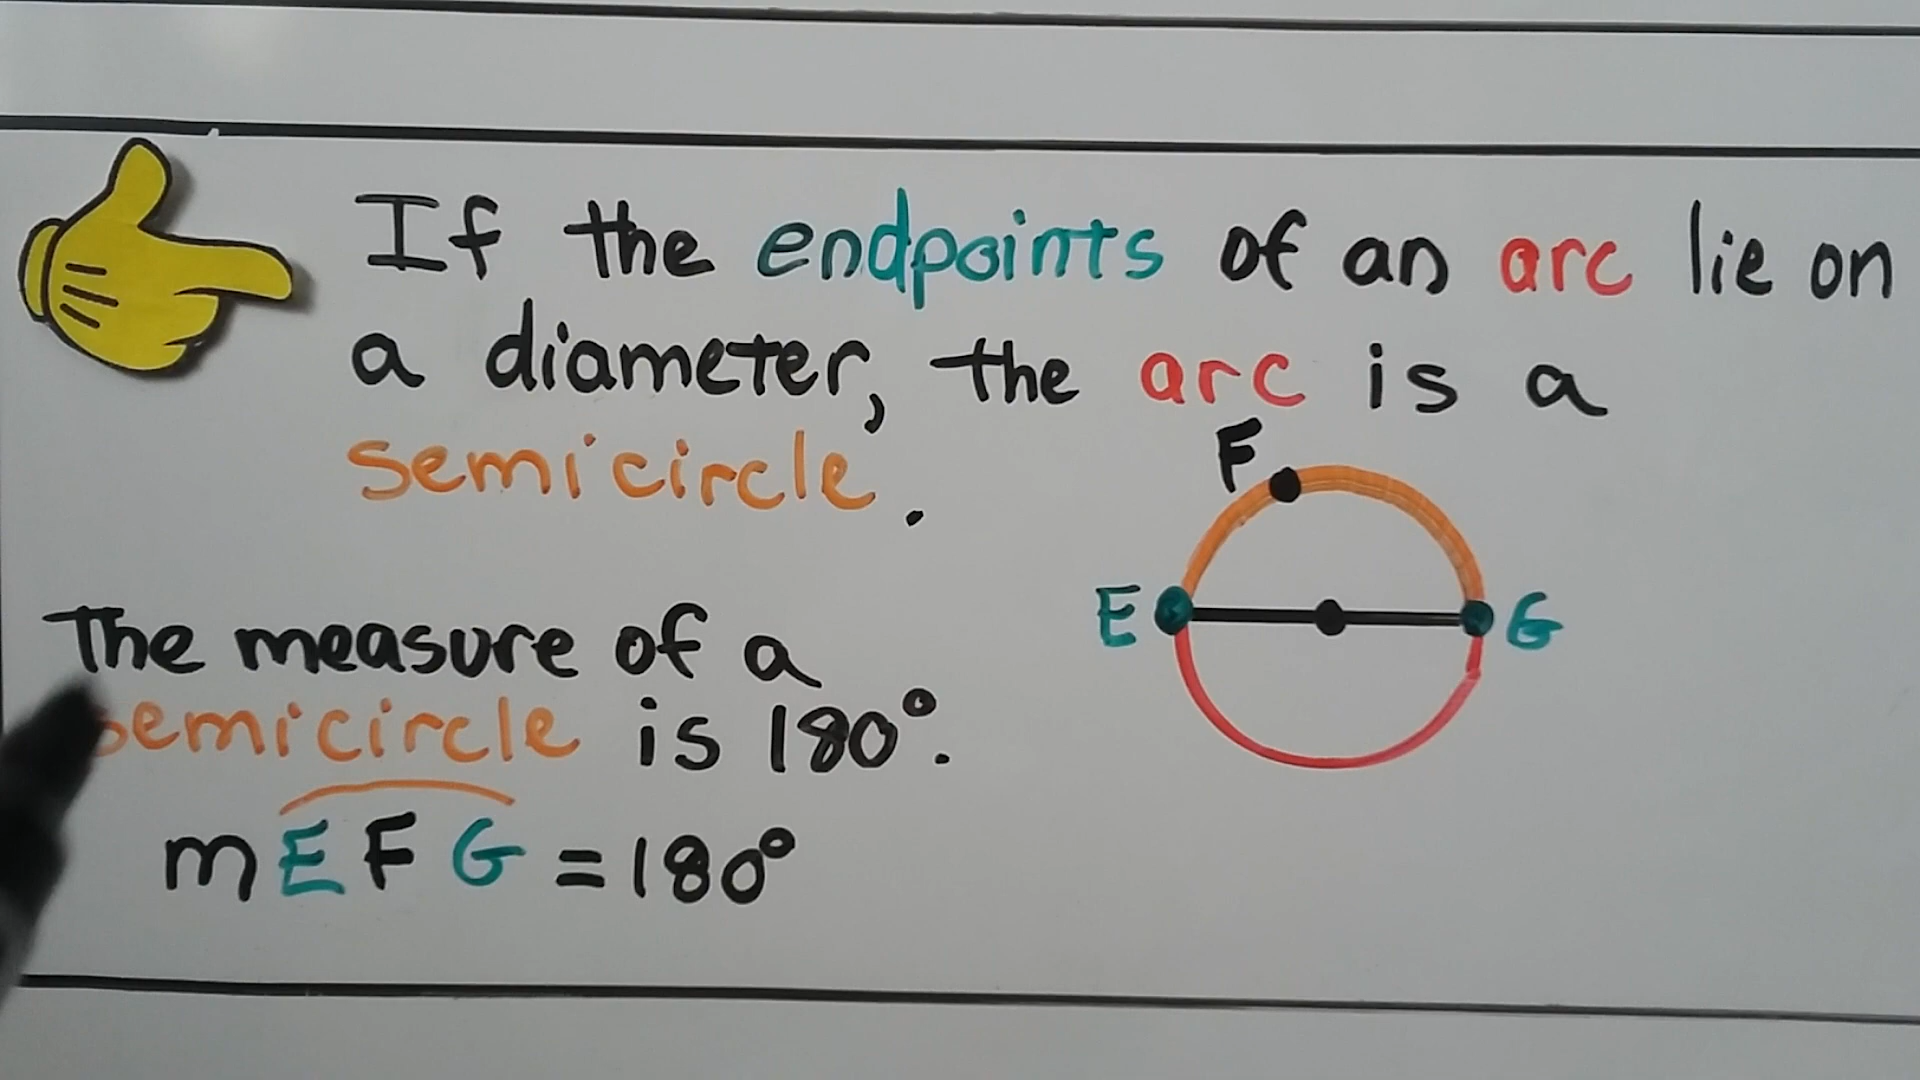 If the endpoints of an arc lie on
a diameter, the arc is a
semicircle.
F
E
G
The measure of a
semicircle is 180°.
mEFG = 180°